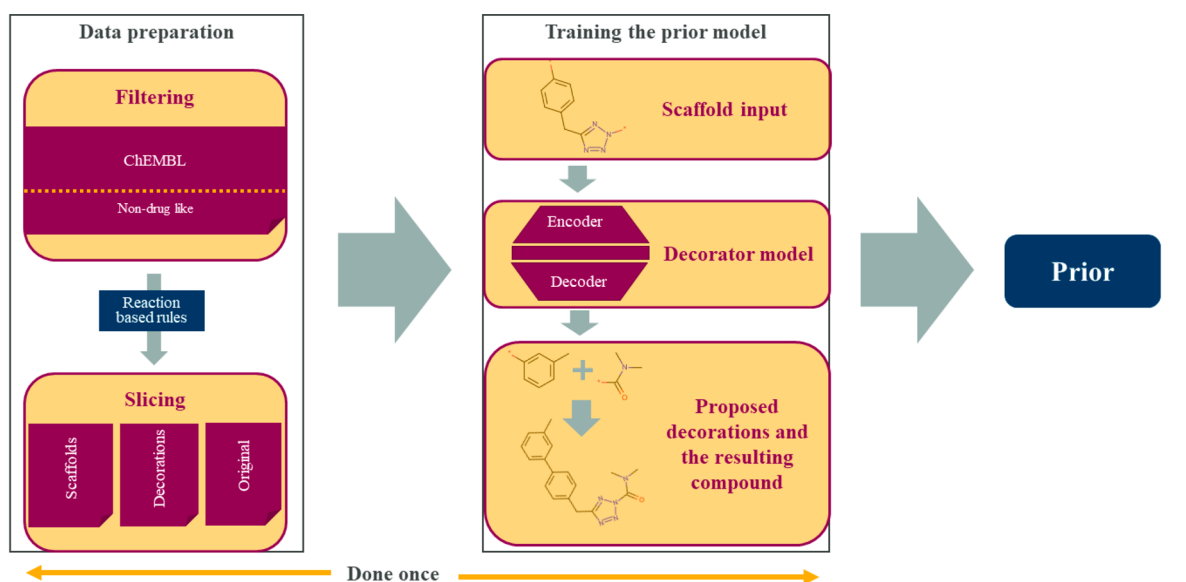 Data preparation
Filtering
ChEMBL
Non-drug like
Reaction
based rules
Slicing
Scaffolds
Decorations
Original
Training the prior model
Scaffold input
N
N
N
N
Encoder
Decoder
Decorator model
N
O
N
O
N
N
N
N
Proposed
decorations and
the resulting
compound
Prior
Done once